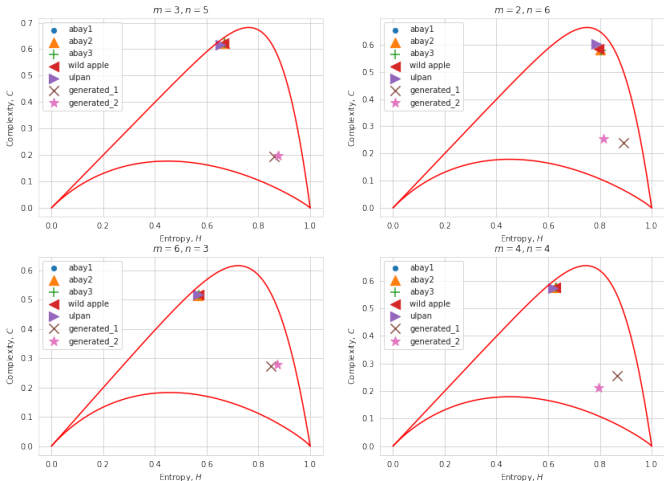 m = 3, n = 5
0.7
0.6
0.5
0.4
0.3
0.2
0.1
0.0
Complexity, C
abay1
abay2
abay3
wild apple
ulpan
generated_1
generated_2
0.0 0.2 0.4 0.6 0.8 1.0
Entropy, H
m = 2, n = 6
0.6
0.5
0.4
0.3
0.2
0.1
0.0
Complexity, C
abay1
abay2
abay3
wild apple
ulpan
generated_1
generated_2
0.0 0.2 0.4 0.6 0.8 1.0
Entropy, H
m = 6, n = 3
0.6
0.5
0.4
0.3
0.2
0.1
0.0
Complexity, C
abay1
abay2
abay3
wild apple
ulpan
generated_1
generated_2
0.0 0.2 0.4 0.6 0.8 1.0
Entropy, H
m = 4, n = 4
0.6
0.5
0.4
0.3
0.2
0.1
0.0
Complexity, C
abay1
abay2
abay3
wild apple
ulpan
generated_1
generated_2
0.0 0.2 0.4 0.6 0.8 1.0
Entropy, H